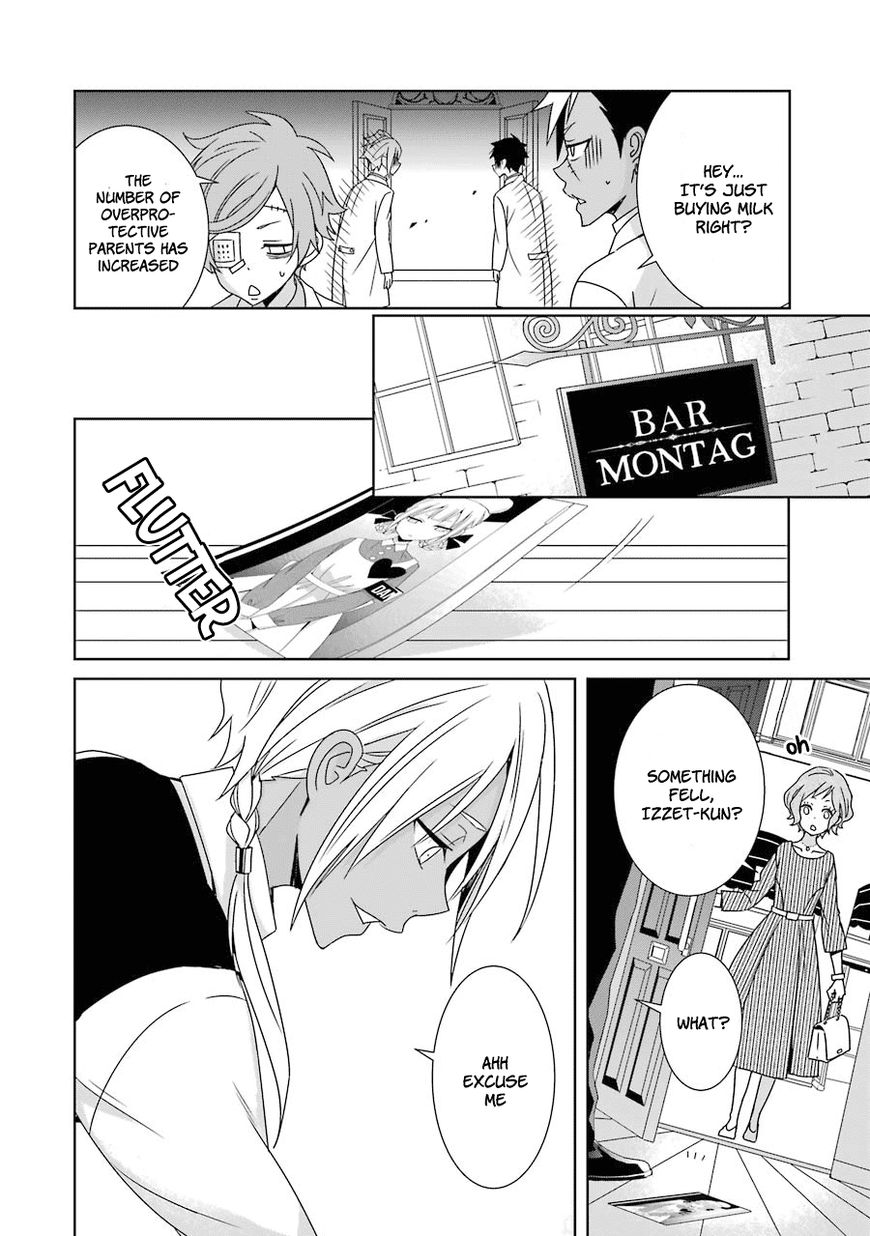 HEY...
IT'S JUST
BUYING MILK
RIGHT?
THE
NUMBER OF
OVERPRO-
TECTIVE
PARENTS HAS
INCREASED
BAR
MONTAG
FLUTTER
DAI
oh
SOMETHING
FELL,
IZZET-KUN?
WHAT?
AHH
EXCUSE
ME